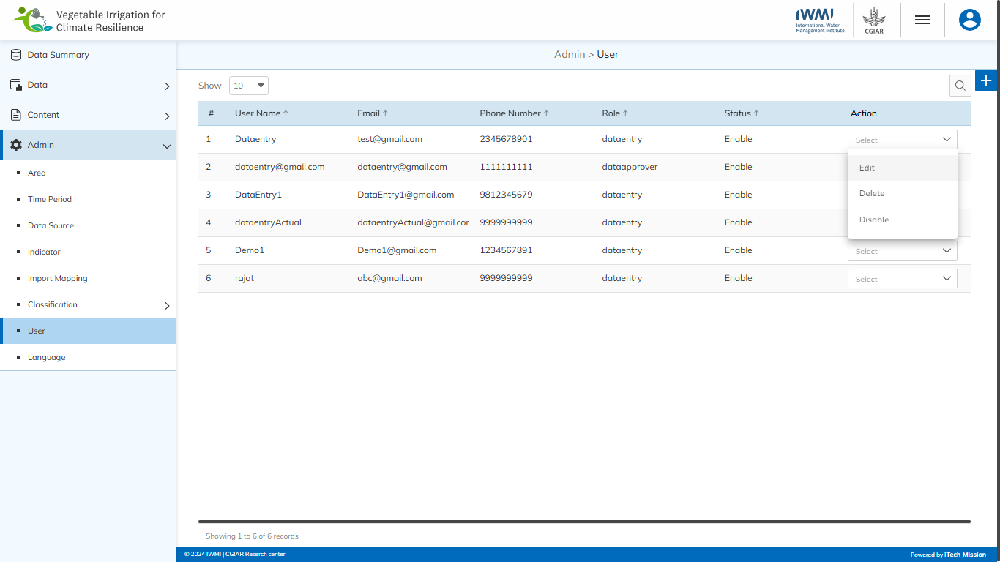 Vegetable Irrigation for
Climate Resilience
IWMI
International Water
Management Institute
CGIAR
Data Summary
Data
Content
Admin
Area
Time Period
Data Source
Indicator
Import Mapping
Classification
User
Language
Admin > User
Show 10
# User Name ↑ Email ↑ Phone Number ↑ Role ↑ Status ↑ Action
1 Dataentry test@gmail.com 2345678901 dataentry Enable Select
2 dataentry@gmail.com dataentry@gmail.com 1111111111 dataapprover Enable
3 DataEntry1 DataEntry1@gmail.com 9812345679 dataentry Enable
4 dataentryActual dataentryActual@gmail.cor 9999999999 dataentry Enable
5 Demo1 Demo1@gmail.com 1234567891 dataentry Enable Select
6 rajat abc@gmail.com 9999999999 dataentry Enable Select
Edit
Delete
Disable
Showing 1 to 6 of 6 records
© 2024 IWMI | CGIAR Reserch center
Powered by iTech Mission